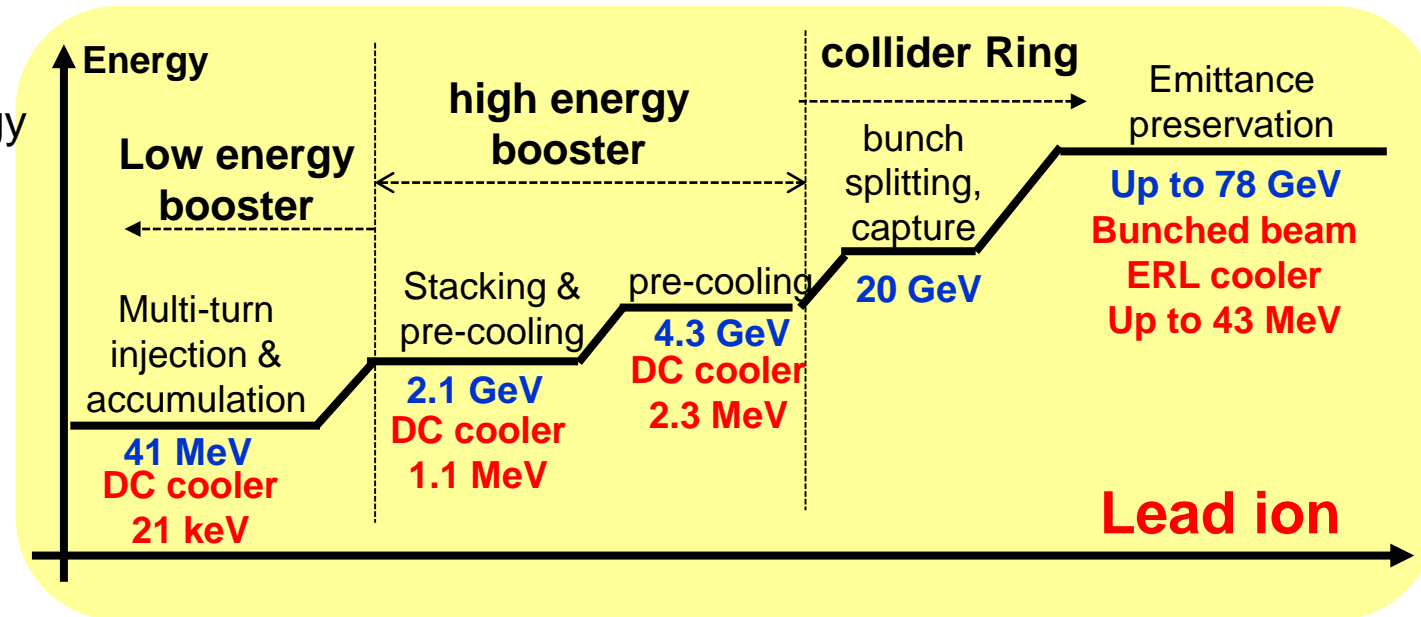 Energy
gy
Low energy
booster
high energy
booster
collider Ring
Multi-turn
injection &
accumulation
41 MeV
DC cooler
21 keV
Stacking &
pre-cooling
2.1 GeV
DC cooler
1.1 MeV
pre-cooling
4.3 GeV
DC cooler
2.3 MeV
bunch
splitting,
capture
20 GeV
Emittance
preservation
Up to 78 GeV
Bunched beam
ERL cooler
Up to 43 MeV
Lead ion